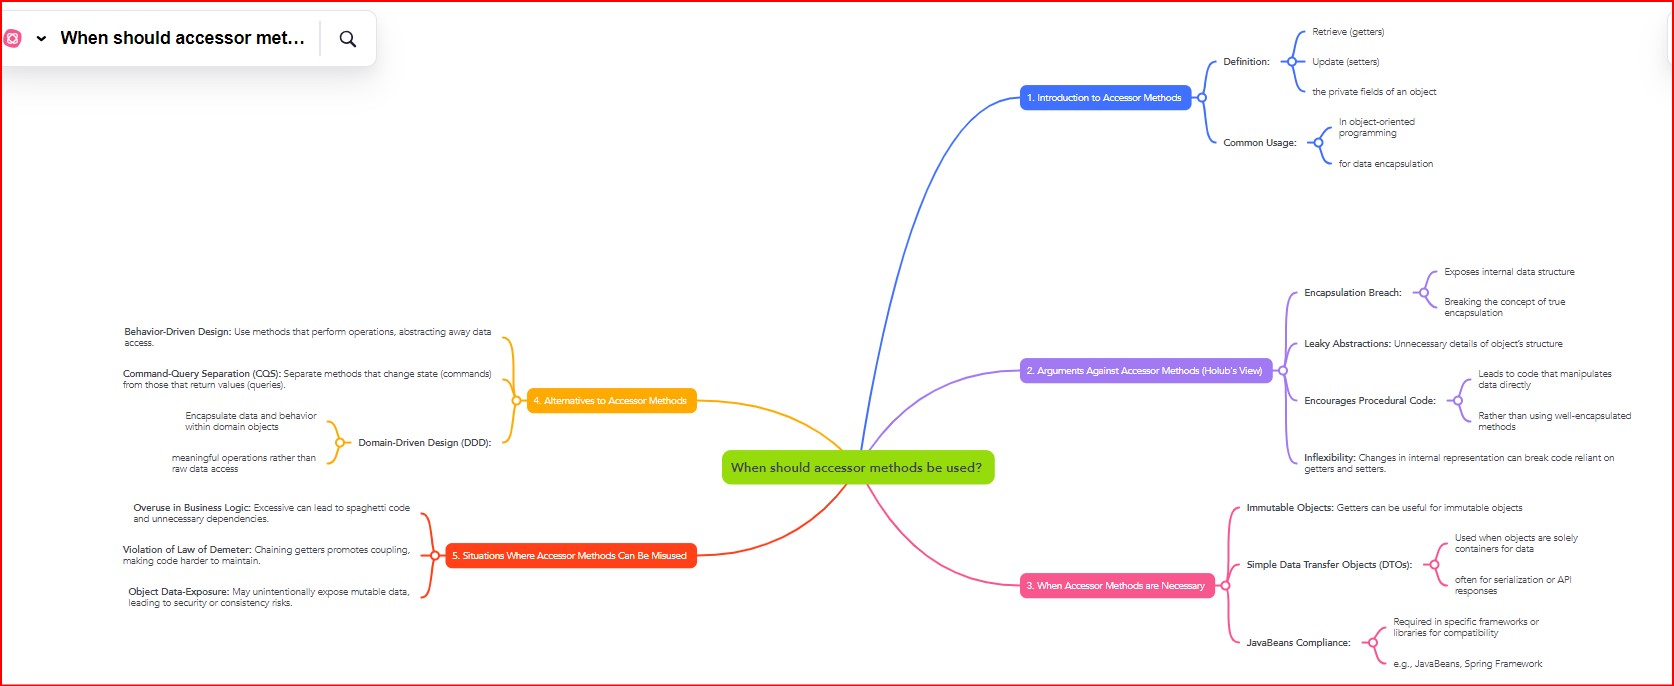 When should accessor met...
1. Introduction to Accessor Methods
Definition:
Retrieve (getters)
Update (setters)
the private fields of an object
Common Usage:
In object-oriented
programming
for data encapsulation
2. Arguments Against Accessor Methods (Holub's View)
Encapsulation Breach:
Exposes internal data structure
Breaking the concept of true
encapsulation
Leaky Abstractions: Unnecessary details of object's structure
Encourages Procedural Code:
Leads to code that manipulates
data directly
Rather than using well-encapsulated
methods
Inflexibility: Changes in internal representation can break code reliant on
getters and setters.
When should accessor methods be used?
3. When Accessor Methods are Necessary
Immutable Objects: Getters can be useful for immutable objects
Simple Data Transfer Objects (DTOs):
Used when objects are solely
containers for data
often for serialization or API
responses
JavaBeans Compliance:
Required in specific frameworks or
libraries for compatibility
e.g., JavaBeans, Spring Framework
4. Alternatives to Accessor Methods
Behavior-Driven Design: Use methods that perform operations, abstracting away data
access.
Command-Query Separation (CQS): Separate methods that change state (commands)
from those that return values (queries).
Domain-Driven Design (DDD):
Encapsulate data and behavior
within domain objects
meaningful operations rather than
raw data access
5. Situations Where Accessor Methods Can Be Misused
Overuse in Business Logic: Excessive can lead to spaghetti code
and unnecessary dependencies.
Violation of Law of Demeter: Chaining getters promotes coupling,
making code harder to maintain.
Object Data-Exposure: May unintentionally expose mutable data,
leading to security or consistency risks.